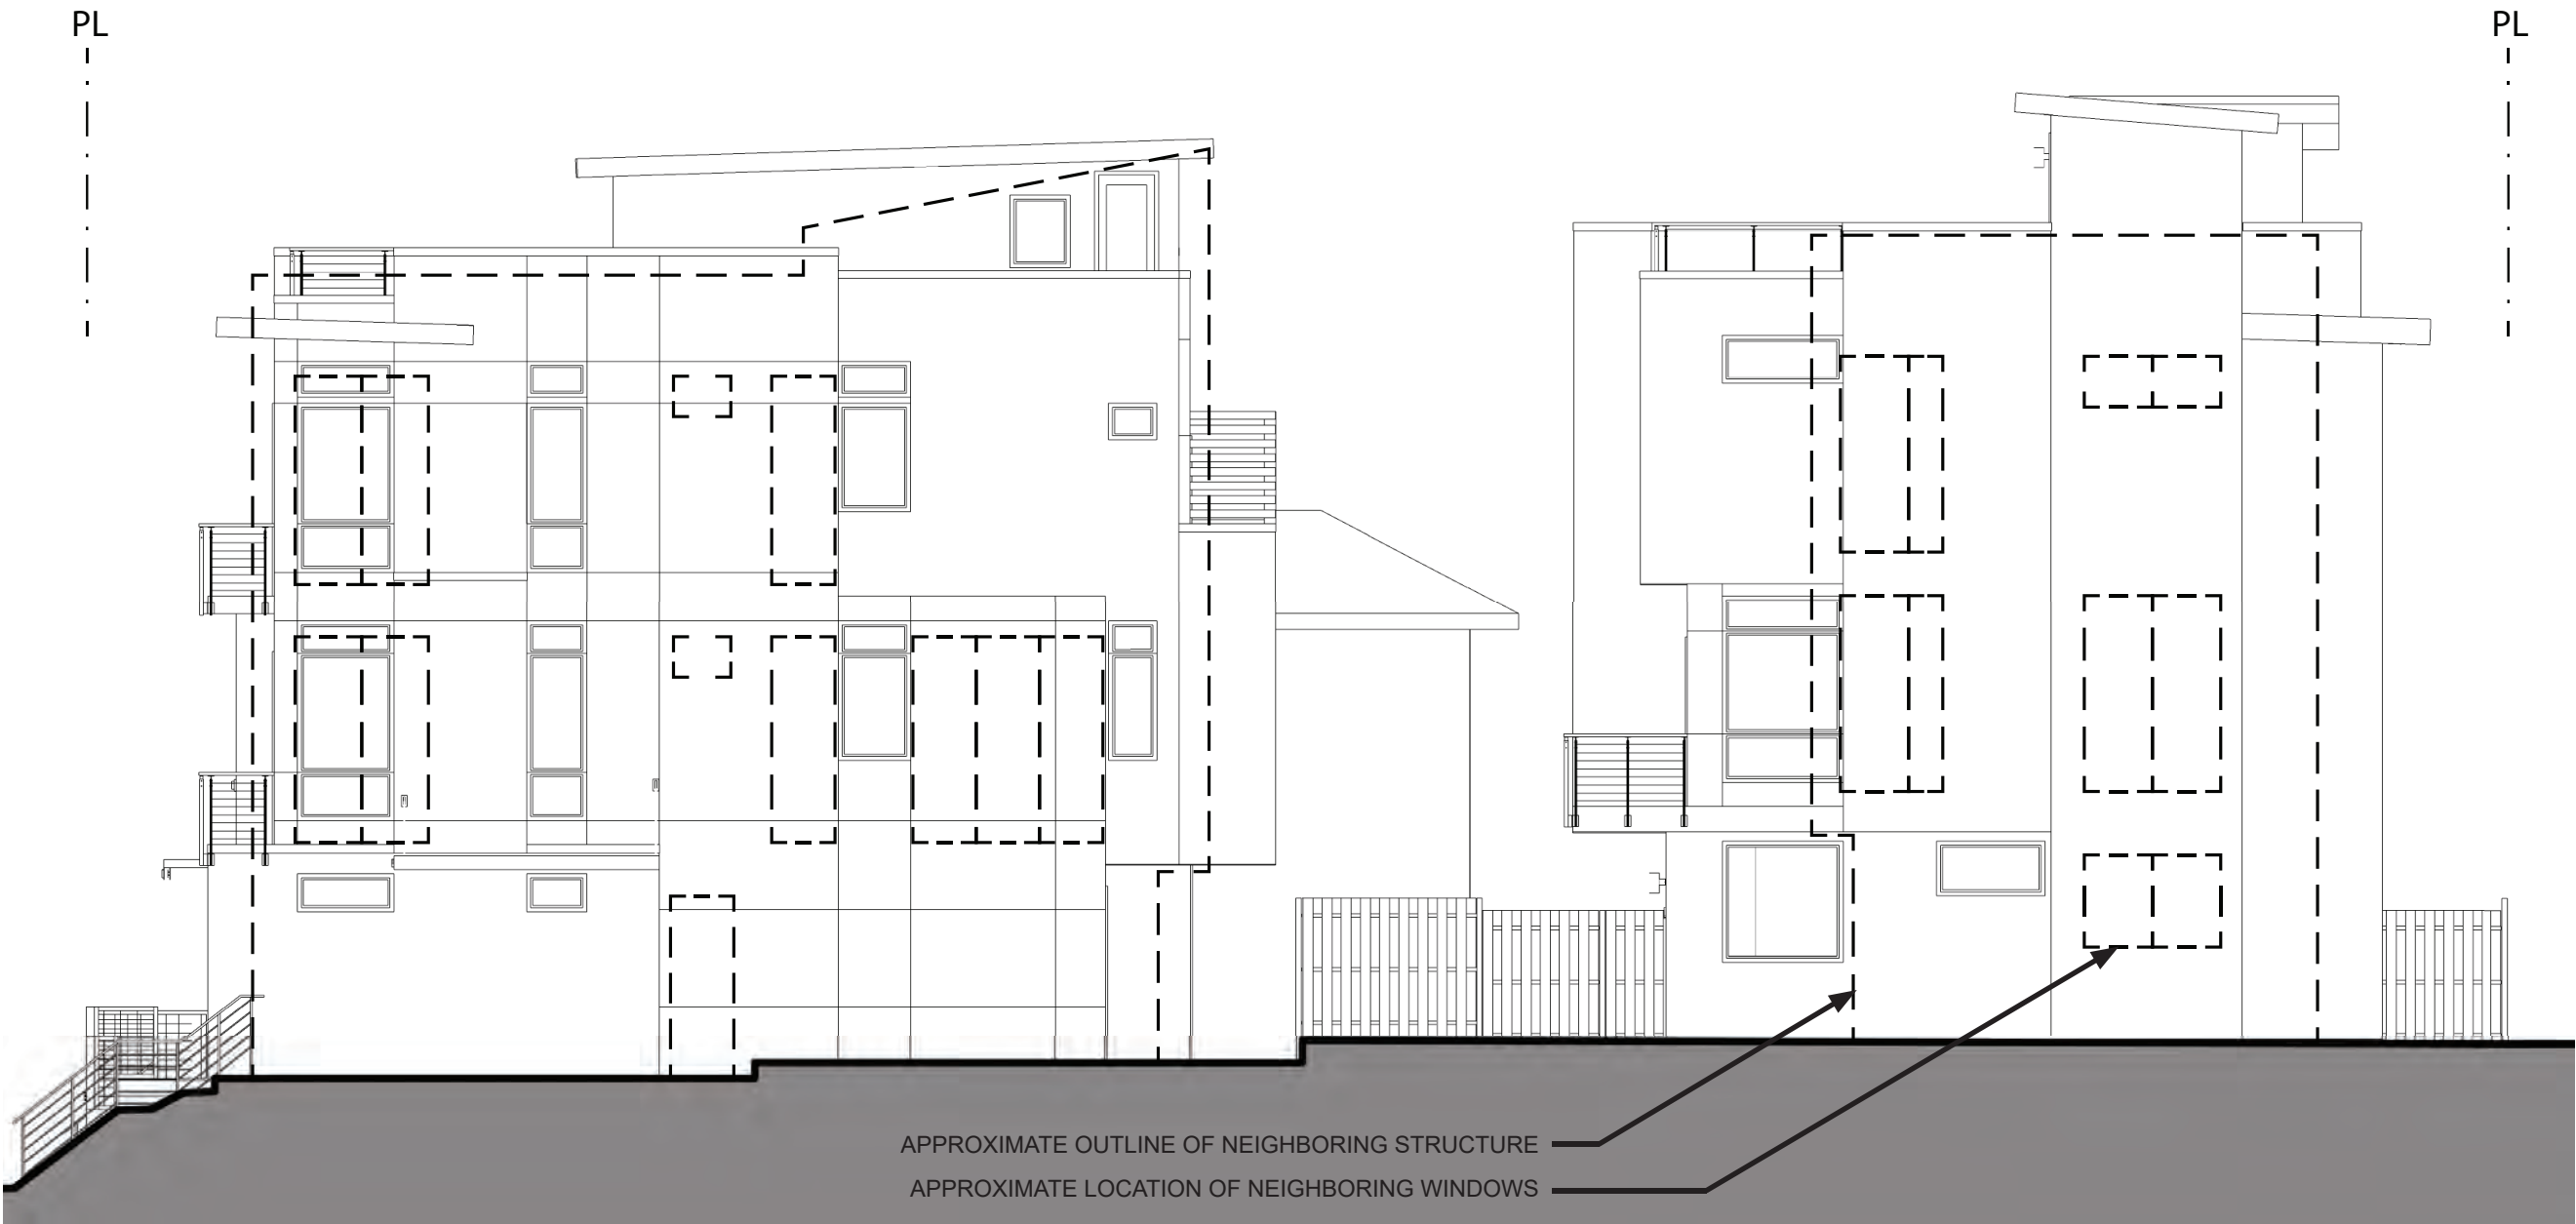 PL
PL
APPROXIMATE OUTLINE OF NEIGHBORING STRUCTURE
APPROXIMATE LOCATION OF NEIGHBORING WINDOWS